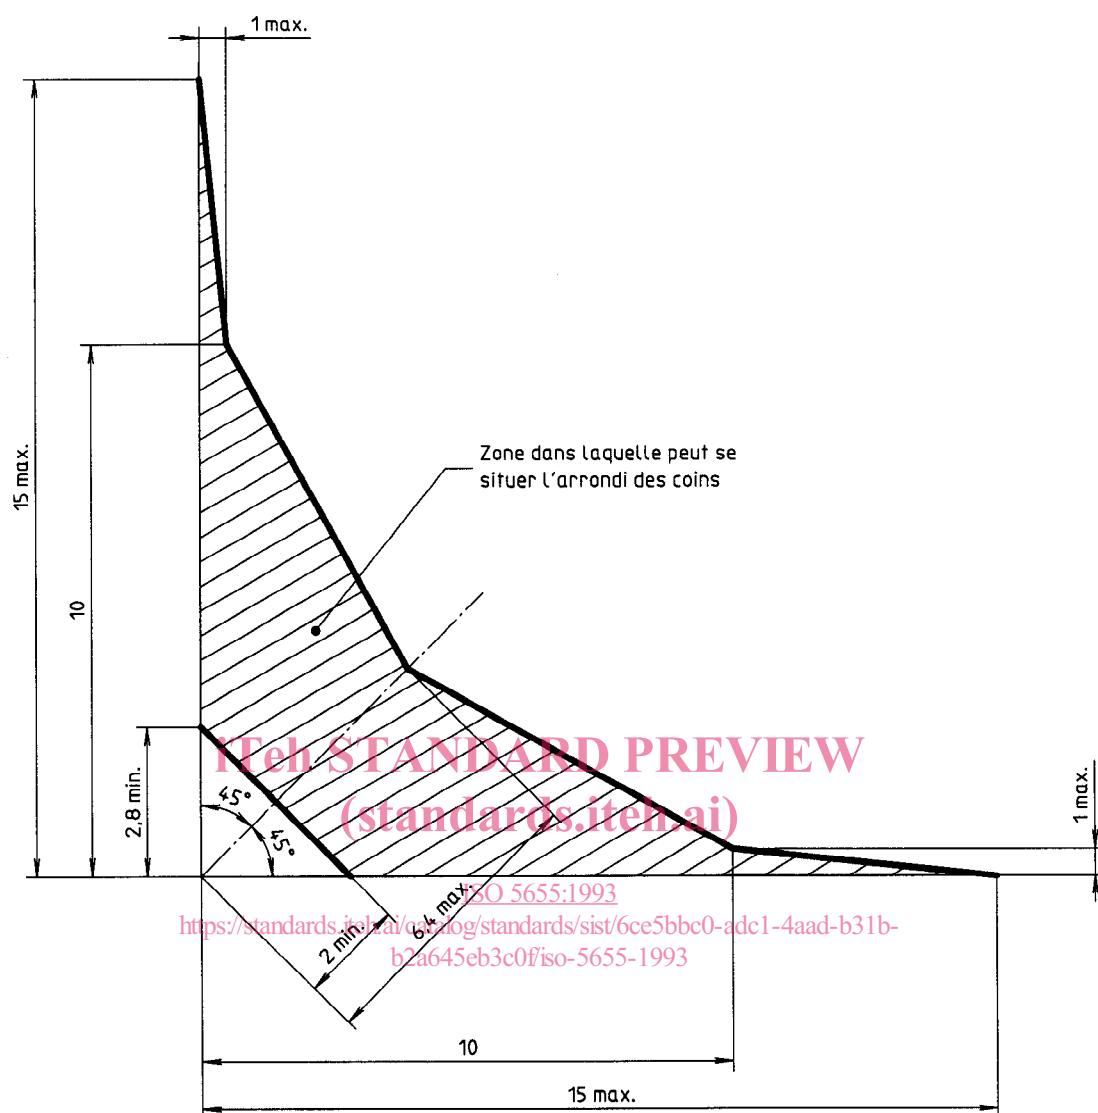 1 max.
15 max.
10
Zone dans laquelle peut se
situer l'arrondi des coins
2,8 min.
45°
45°
iTeh STANDARD PREVIEW
(standards.iteh.ai)
1 max.
ISO 5655:1993
https://standards.iteh.ai/catalog/standards/sist/6ce5bbc0-adc1-4aad-b31b-
b2a645eb3c0f/iso-5655-1993
2 min.
6,4 max.
10
15 max.